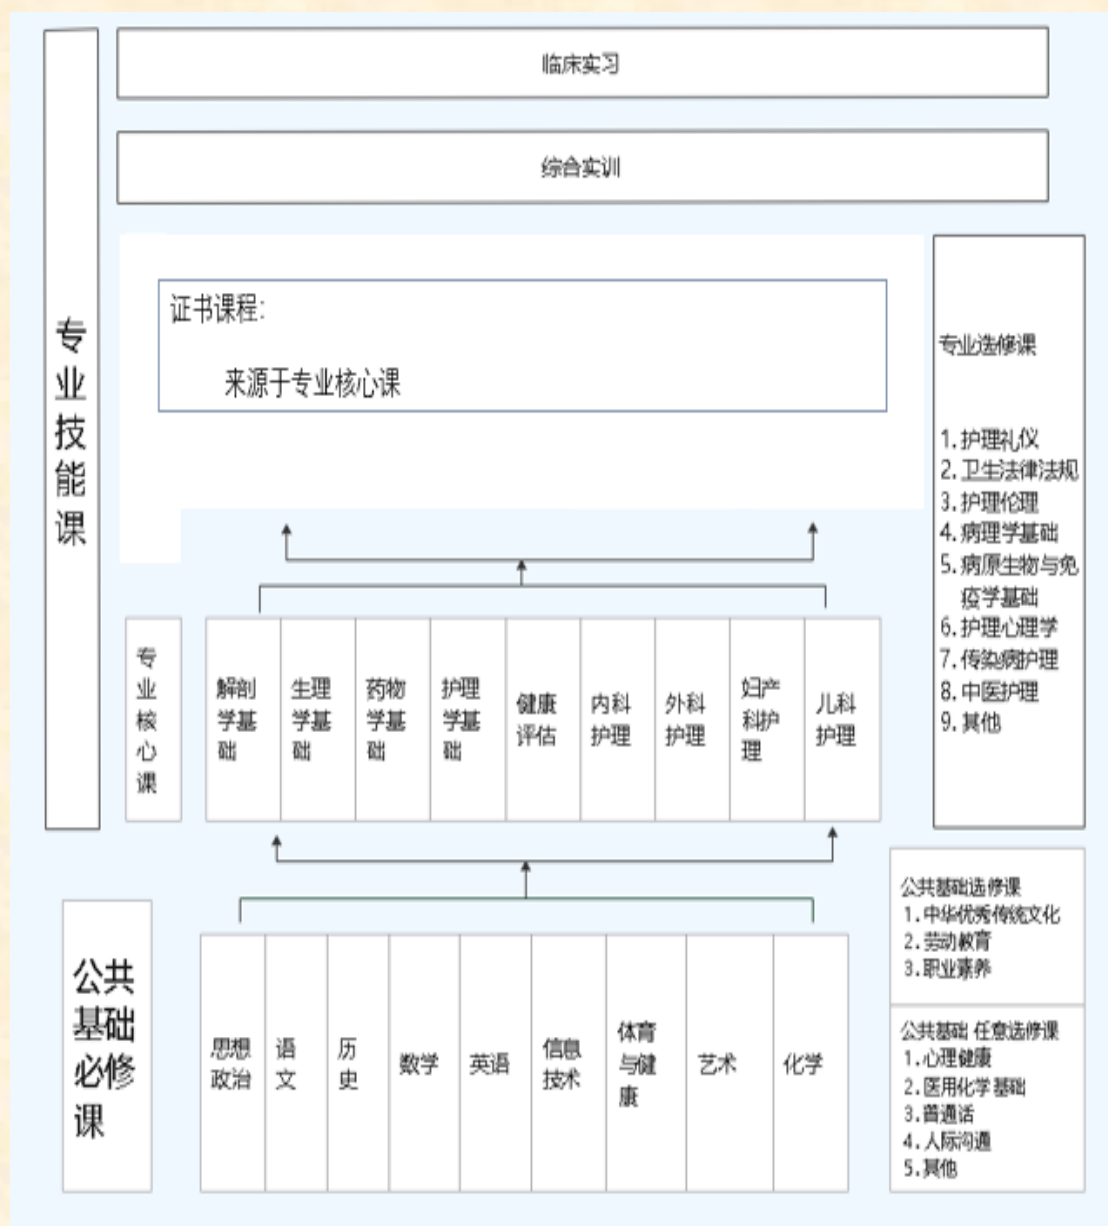 临床实习
综合实训
专
业
技
能
课
证书课程:
来源于专业核心课
专业选修课
1.护理礼仪
2.卫生法律法规
3.护理伦理
4.病理学基础
5.病原生物与免
疫学基础
6.护理心理学
7.传染病护理
8.中医护理
9.其他
专
业
核
心
课
解剖
学基
础
生理
学基
础
药物
学基
础
护理
学基
础
健康
评估
内科
护理
外科
护理
妇产
科护
理
儿科
护理
公共基础选修课
1.中华优秀传统文化
2.劳动教育
3.职业素养
公共
基础
必修
课
思想
政治
语
文
历
史
数学
英语
信息
技术
体育
与健
康
艺术
化学
公共基础 任意选修课
1.心理健康
2.医用化学基础
3.普通话
4.人际沟通
5.其他